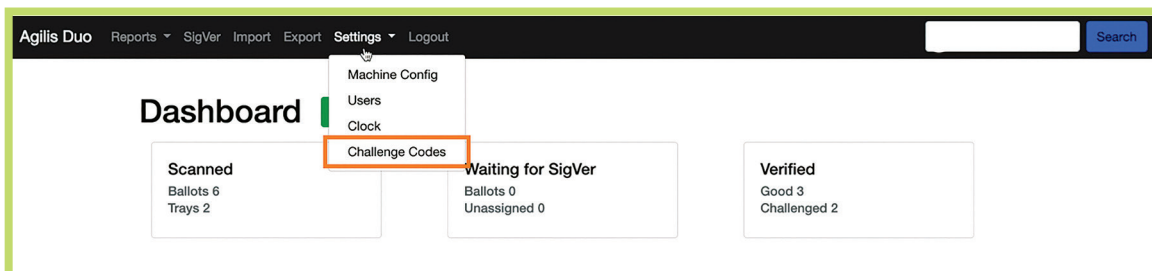 Agilis Duo Reports SigVer Import Export Settings Logout Search
Machine Config
Users
Clock
Challenge Codes
Dashboard
Scanned
Ballots 6
Trays 2
Waiting for SigVer
Ballots 0
Unassigned 0
Verified
Good 3
Challenged 2